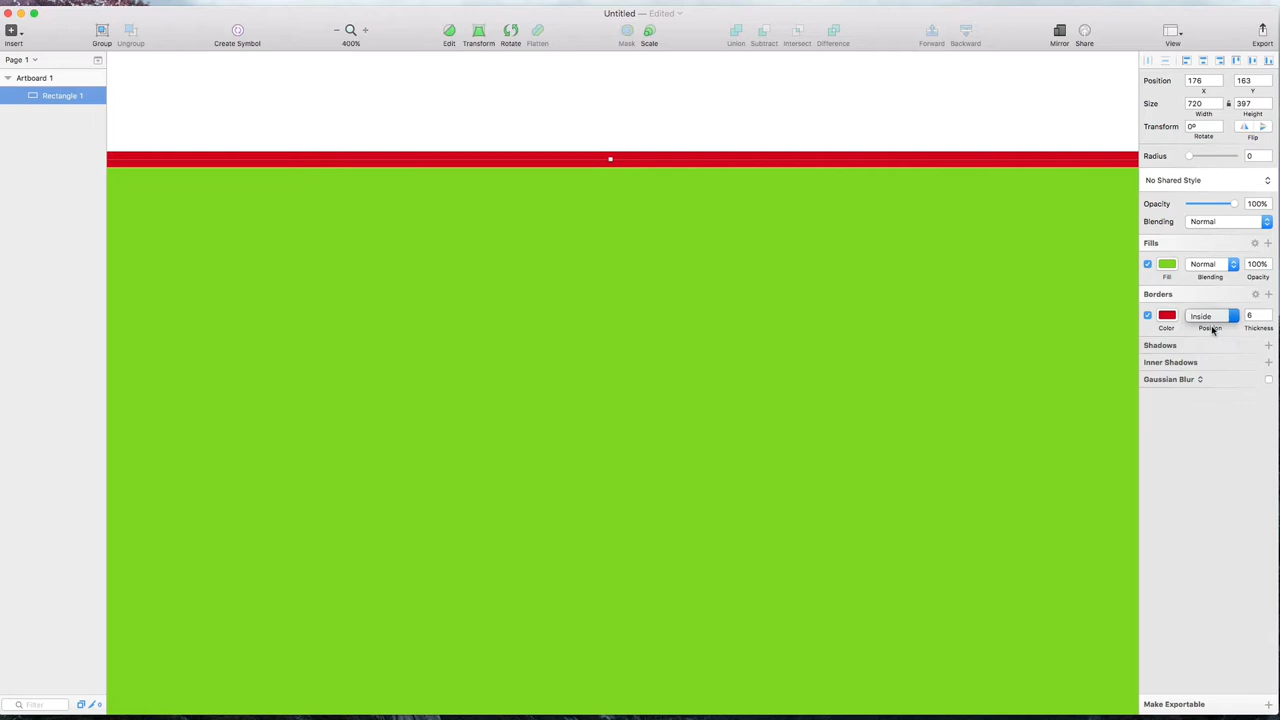 Untitled — Edited
Insert
Group
Ungroup
Create Symbol
400%
Edit
Transform
Rotate
Flatten
Mask
Scale
Union
Subtract
Intersect
Difference
Forward
Backward
Mirror
Share
View
Export
Page 1
Artboard 1
Rectangle 1
Position 176 163
X Y
Size 720 397
Width Height
Transform 0º
Rotate Flip
Radius 0
No Shared Style
Opacity 100%
Blending Normal
Fills
Normal 100%
Fill Blending Opacity
Borders
Inside 6
Color Position Thickness
Shadows
Inner Shadows
Gaussian Blur
Filter
0
Make Exportable